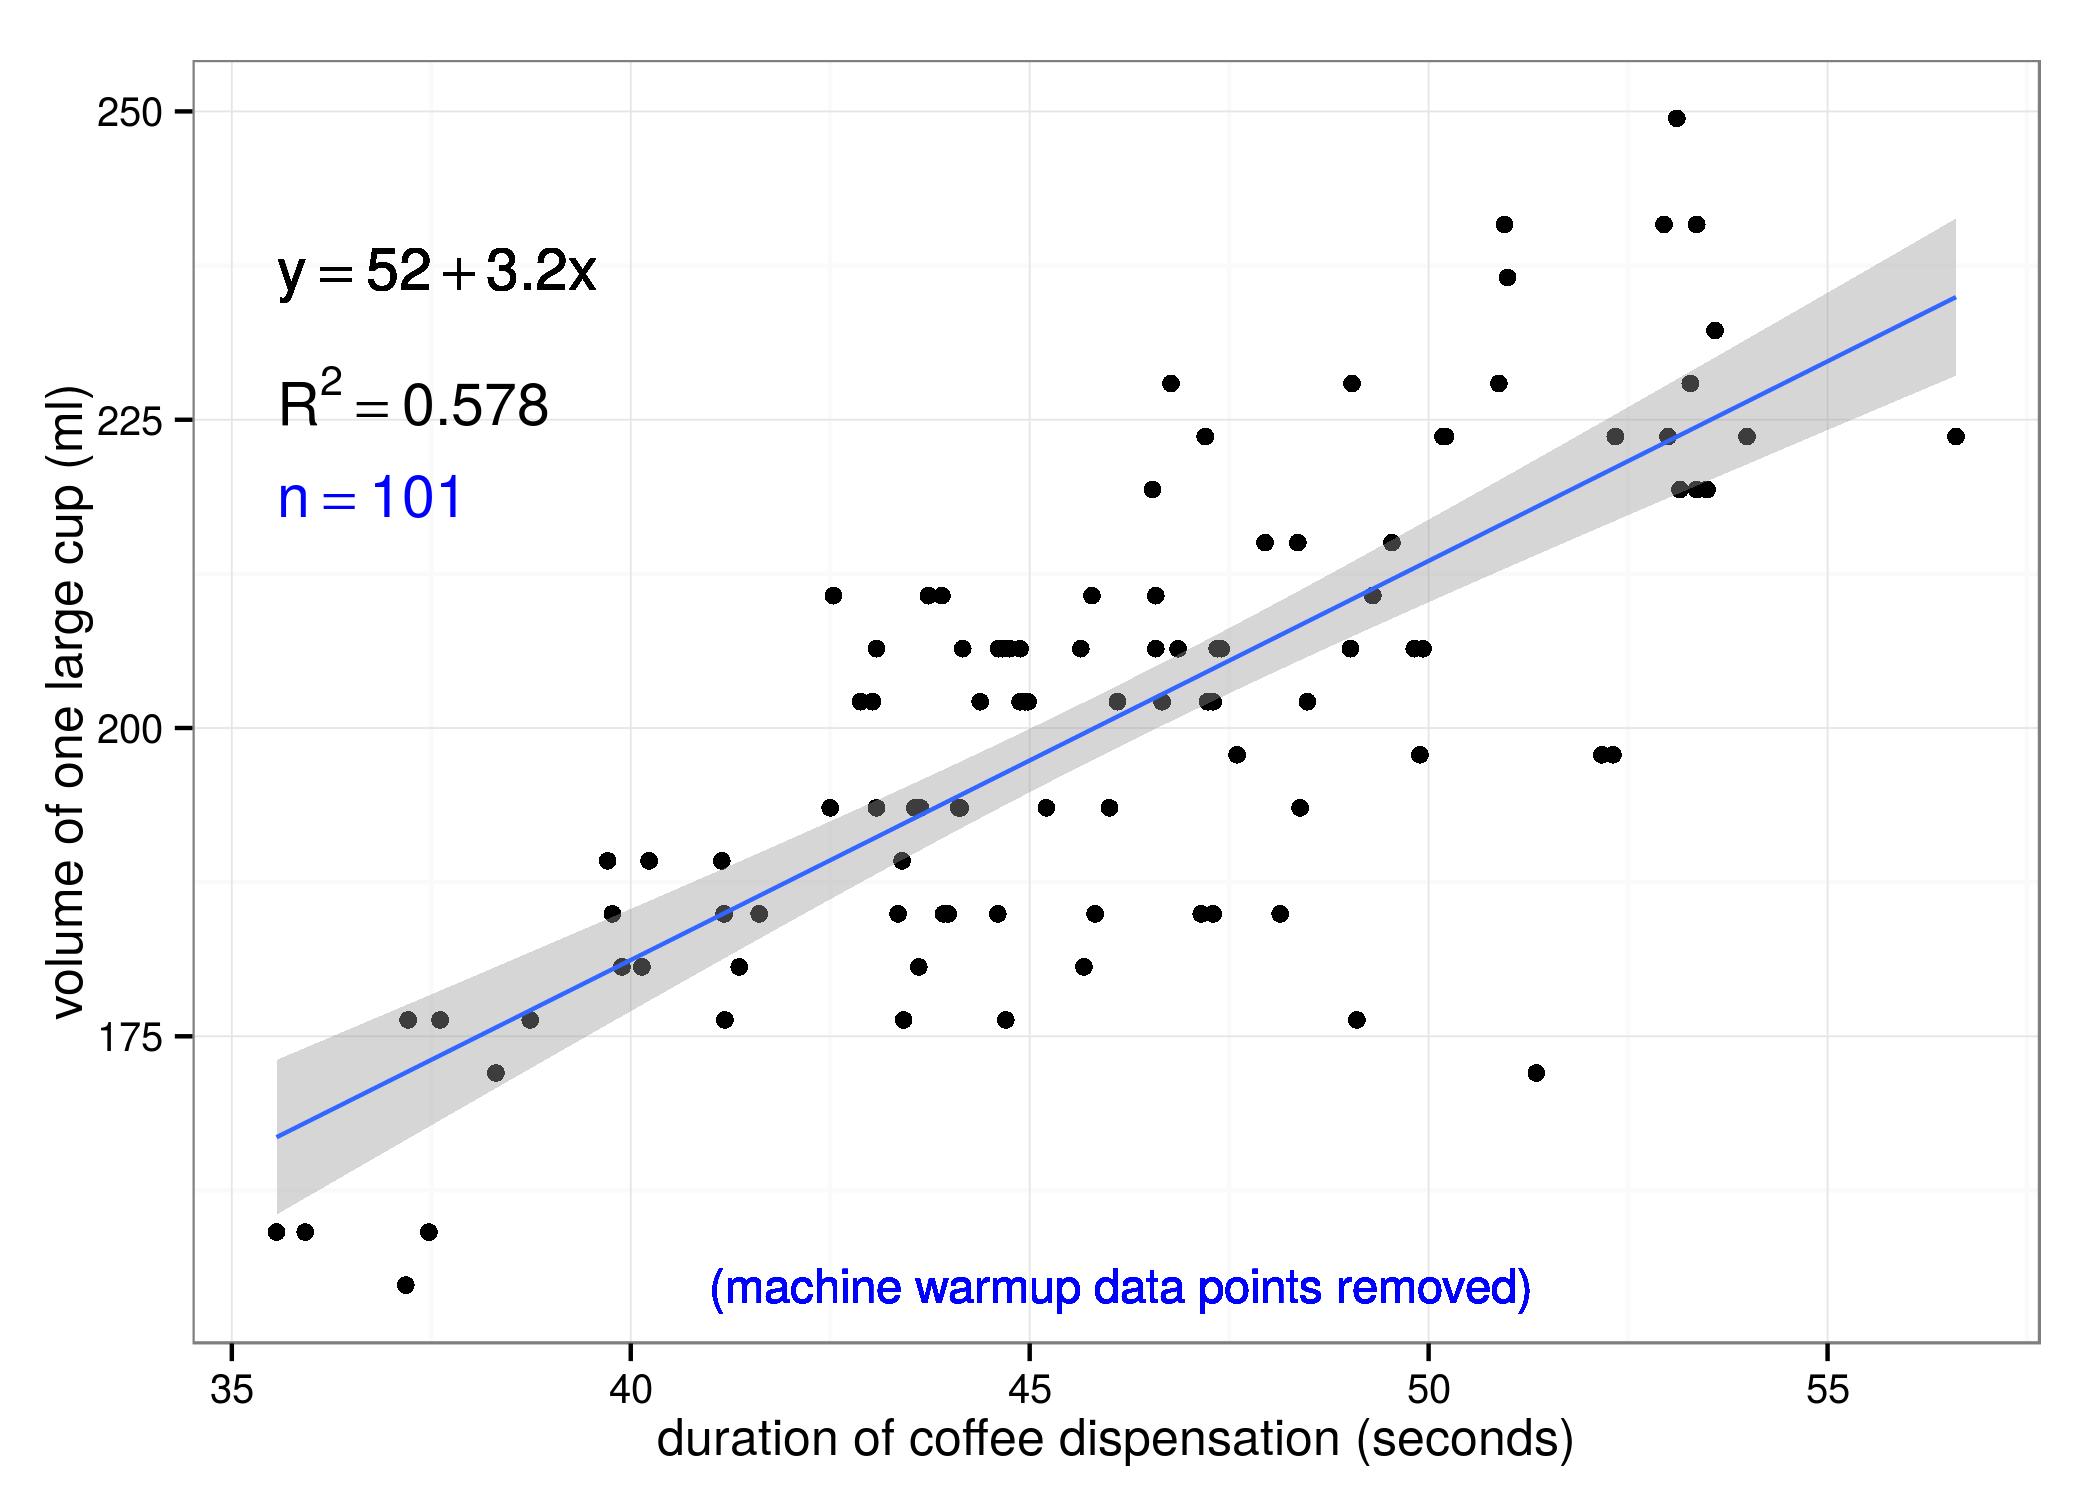 250
y = 52 + 3.2x
R² = 0.578
225
n = 101
volume of one large cup (ml)
200
175
(machine warmup data points removed)
35 40 45 50 55
duration of coffee dispensation (seconds)